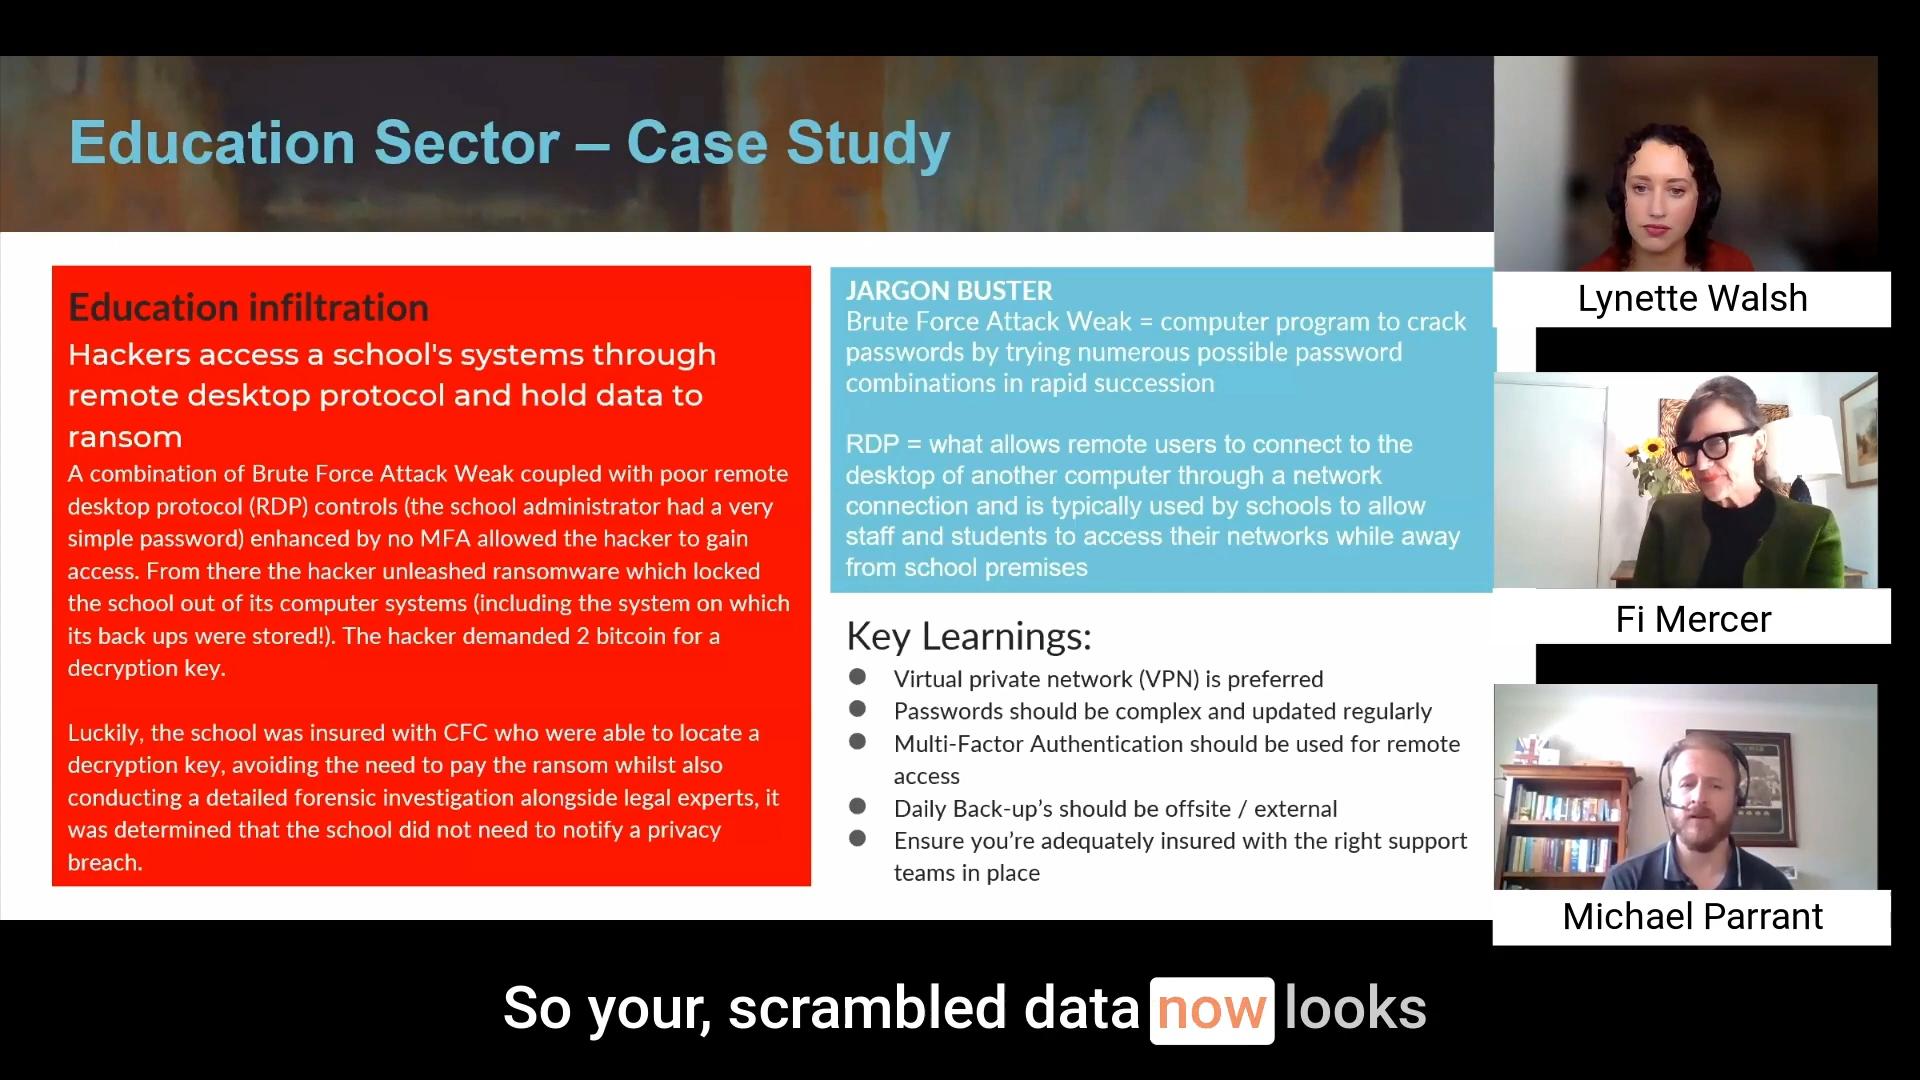 Education Sector – Case Study
Education infiltration
Hackers access a school's systems through
remote desktop protocol and hold data to
ransom
A combination of Brute Force Attack Weak coupled with poor remote
desktop protocol (RDP) controls (the school administrator had a very
simple password) enhanced by no MFA allowed the hacker to gain
access. From there the hacker unleashed ransomware which locked
the school out of its computer systems (including the system on which
its back ups were stored!). The hacker demanded 2 bitcoin for a
decryption key.
Luckily, the school was insured with CFC who were able to locate a
decryption key, avoiding the need to pay the ransom whilst also
conducting a detailed forensic investigation alongside legal experts, it
was determined that the school did not need to notify a privacy
breach.
JARGON BUSTER
Brute Force Attack Weak = computer program to crack
passwords by trying numerous possible password
combinations in rapid succession
RDP = what allows remote users to connect to the
desktop of another computer through a network
connection and is typically used by schools to allow
staff and students to access their networks while away
from school premises
Key Learnings:
● Virtual private network (VPN) is preferred
● Passwords should be complex and updated regularly
● Multi-Factor Authentication should be used for remote
access
● Daily Back-up’s should be offsite / external
● Ensure you’re adequately insured with the right support
teams in place
Lynette Walsh
Fi Mercer
Michael Parrant
So your, scrambled data now looks